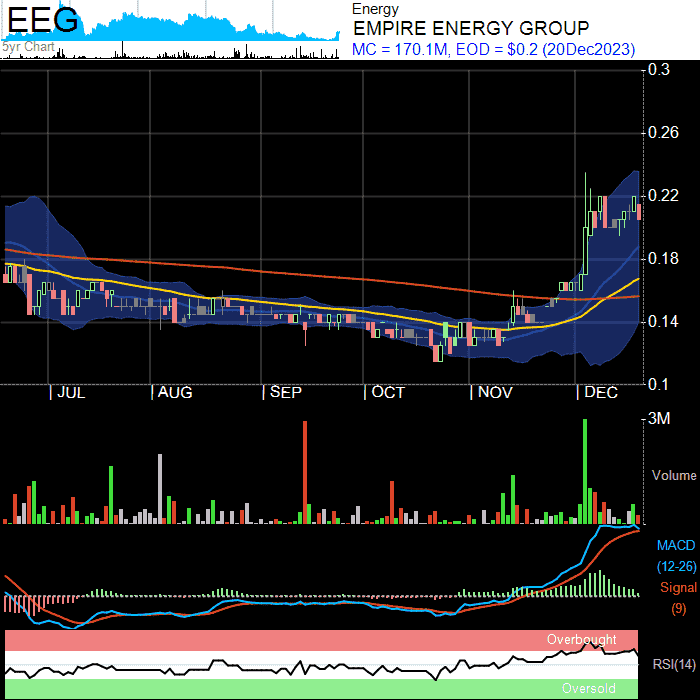 EEG
5yr Chart
Energy
EMPIRE ENERGY GROUP
MC = 170.1M, EOD = $0.2 (20Dec2023)
0.3
0.26
0.22
0.18
0.14
0.1
| JUL | AUG | SEP | OCT | NOV | DEC
3M
Volume
MACD
(12-26)
Signal
(9)
Overbought
RSI(14)
Oversold